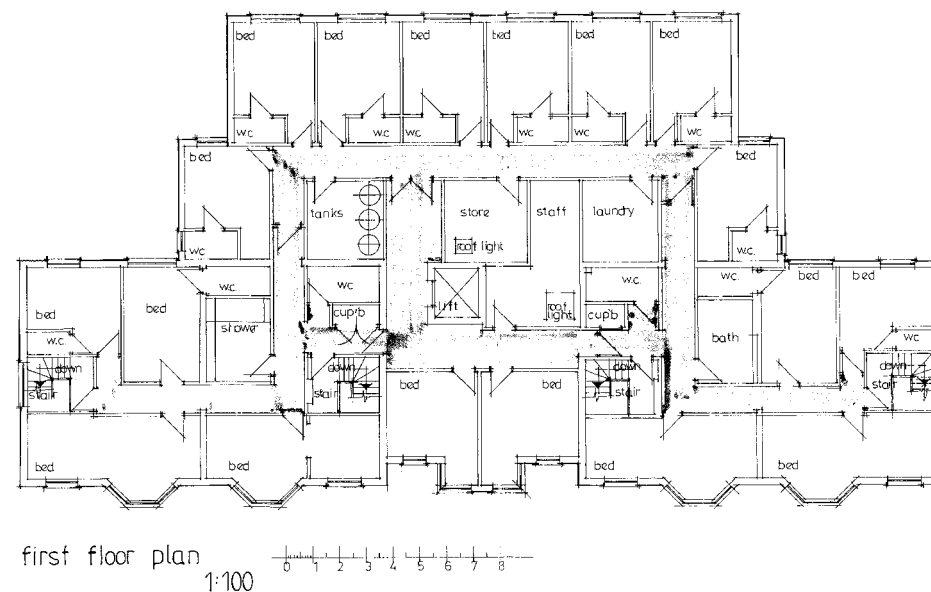 bed bed bed bed bed bed
w.c w.c w.c w.c w.c w.c
bed bed
tanks store staff laundry
roof light
w.c w.c
bed bed w.c w.c w.c w.c. bed bed
lift roof light
cup'b cup'b
shower bath
w.c. w.c
down down down down
stair stair stair stair
bed bed
bed bed bed bed
first floor plan
1:100
0 1 2 3 4 5 6 7 8